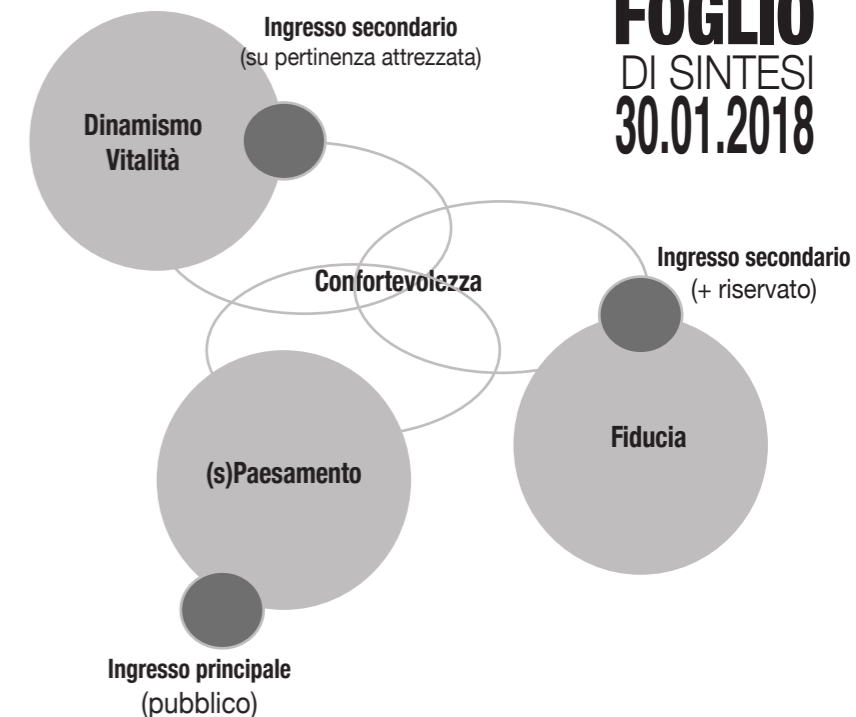 Ingresso secondario
(su pertinenza attrezzata)
FOGLIO
DI SINTESI
30.01.2018
Dinamismo
Vitalità
Ingresso secondario
(+ riservato)
Confortevolezza
Fiducia
(s)Paesamento
Ingresso principale
(pubblico)